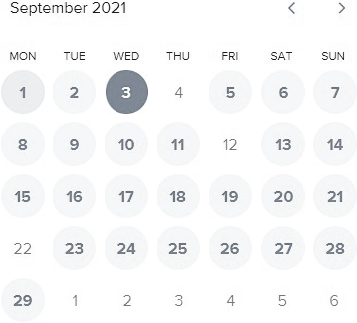 September 2021
MON TUE WED THU FRI SAT SUN
1 2 3 4 5 6 7
8 9 10 11 12 13 14
15 16 17 18 19 20 21
22 23 24 25 26 27 28
29 1 2 3 4 5 6